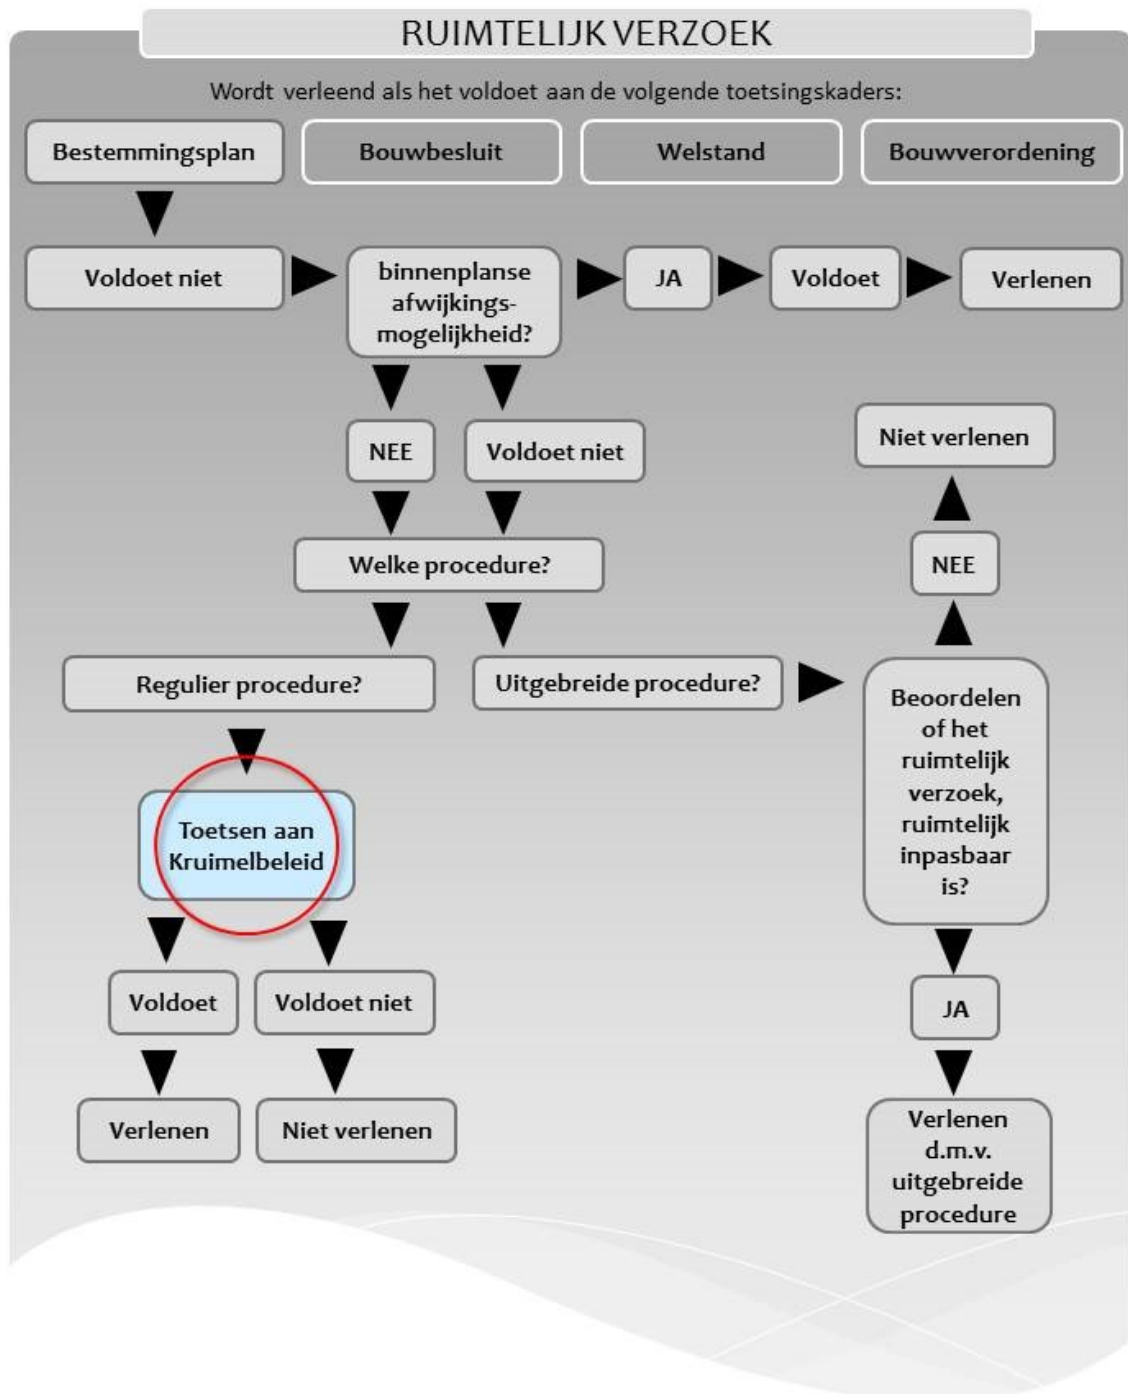 RUIMTELIJK VERZOEK
Wordt verleend als het voldoet aan de volgende toetsingskaders:
Bestemmingsplan
Bouwbesluit
Welstand
Bouwverordening
Voldoet niet
binnenplanse
afwijkings-
mogelijkheid?
JA
Voldoet
Verlenen
NEE
Voldoet niet
Niet verlenen
NEE
Welke procedure?
Regulier procedure?
Uitgebreide procedure?
Beoordelen
of het
ruimtelijk
verzoek,
ruimtelijk
inpasbaar
is?
Toetsen aan
Kruimelbeleid
Voldoet
Voldoet niet
JA
Verlenen
Niet verlenen
Verlenen
d.m.v.
uitgebreide
procedure